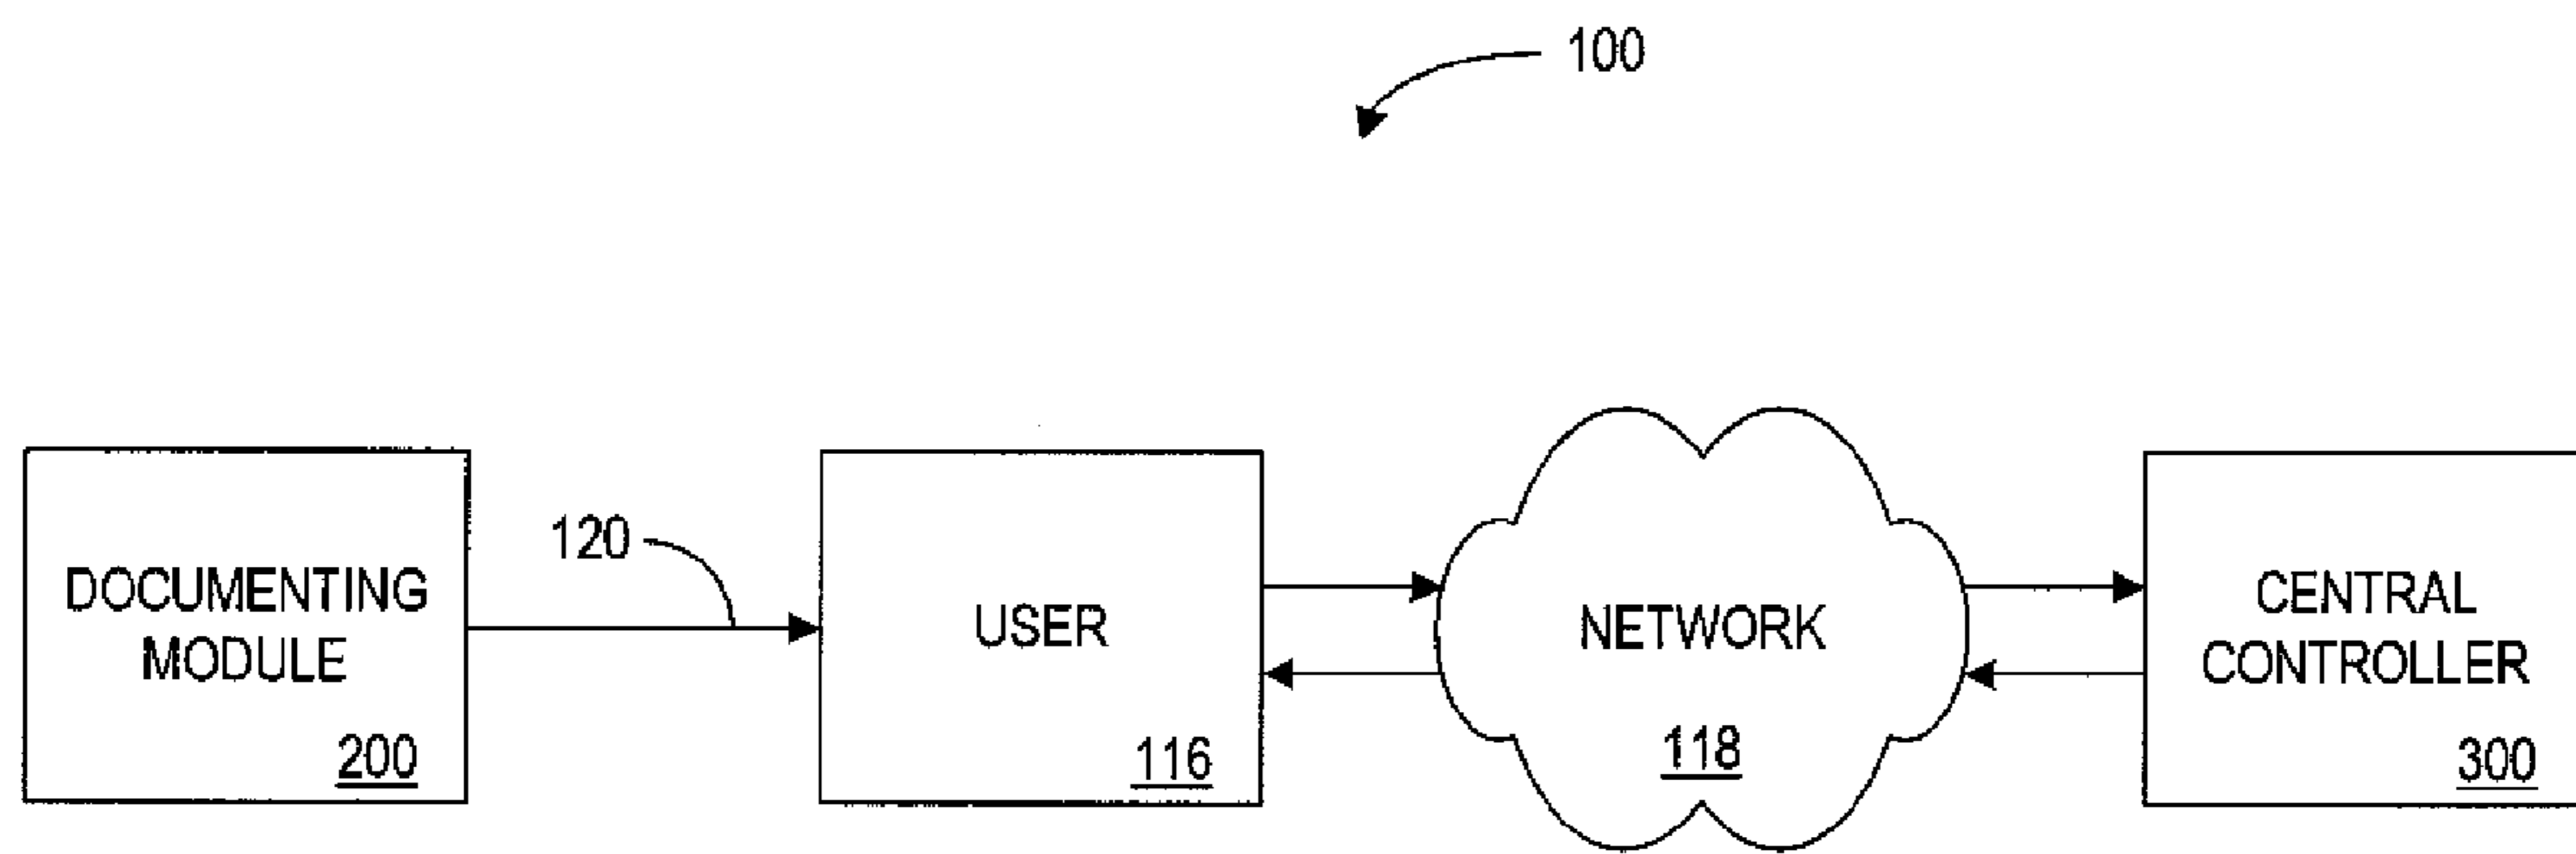 100
120
DOCUMENTING
MODULE
200
USER
116
NETWORK
118
CENTRAL
CONTROLLER
300